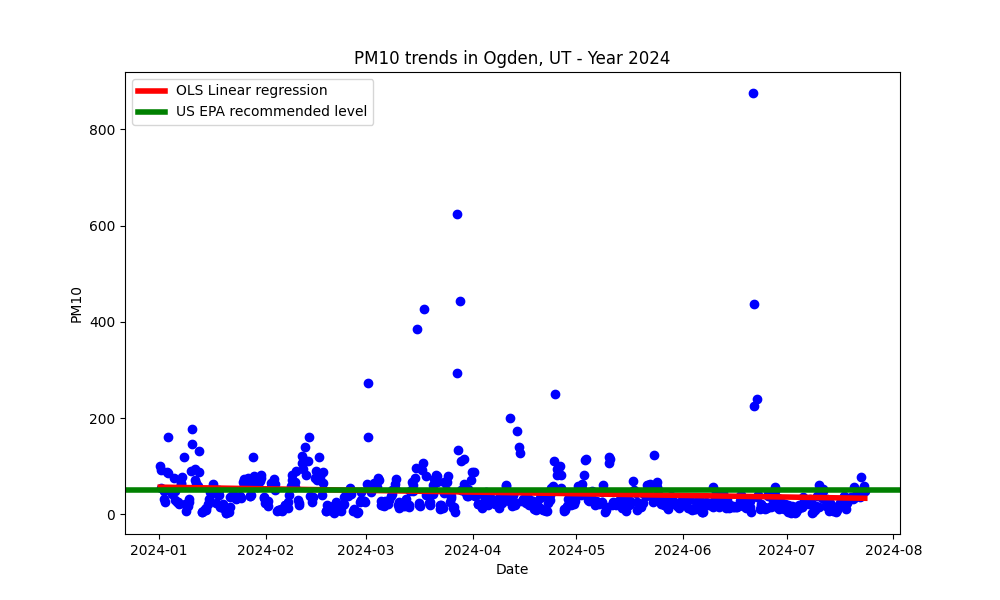 PM10 trends in Ogden, UT - Year 2024
OLS Linear regression
US EPA recommended level
800
600
400
200
0
PM10
2024-01 2024-02 2024-03 2024-04 2024-05 2024-06 2024-07 2024-08
Date